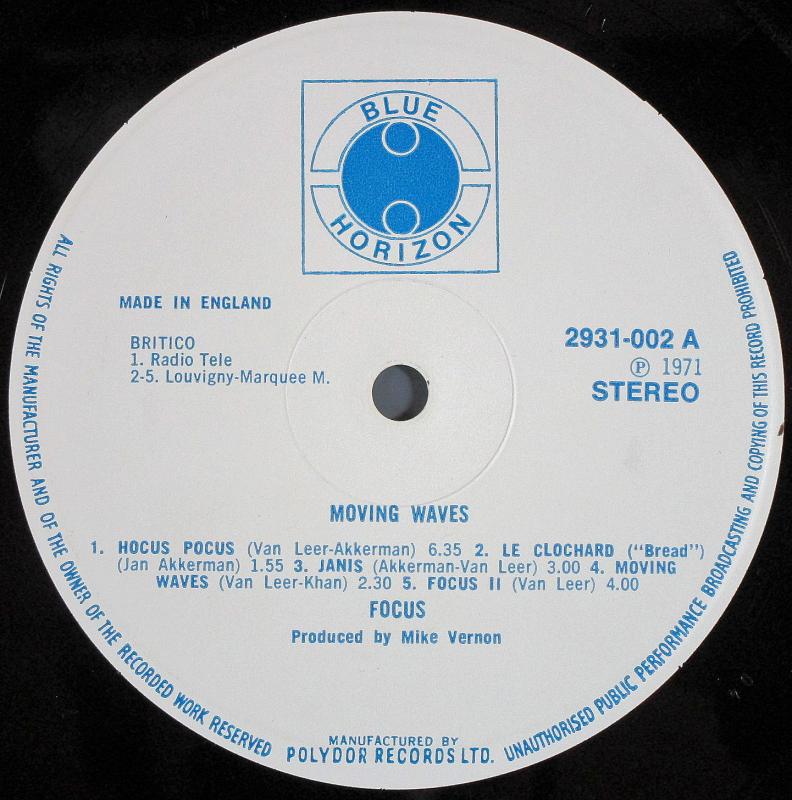 BLUE
HORIZON
MADE IN ENGLAND
BRITICO
1. Radio Tele
2-5. Louvigny-Marquee M.
2931-002 A
℗ 1971
STEREO
MOVING WAVES
1. HOCUS POCUS (Van Leer-Akkerman) 6.35 2. LE CLOCHARD ("Bread")
(Jan Akkerman) 1.55 3. JANIS (Akkerman-Van Leer) 3.00 4. MOVING
WAVES (Van Leer-Khan) 2.30 5. FOCUS II (Van Leer) 4.00
FOCUS
Produced by Mike Vernon
MANUFACTURED BY
POLYDOR RECORDS LTD.
ALL RIGHTS OF THE MANUFACTURER AND OF THE OWNER OF THE RECORDED WORK RESERVED
UNAUTHORISED PUBLIC PERFORMANCE BROADCASTING AND COPYING OF THIS RECORD PROHIBITED